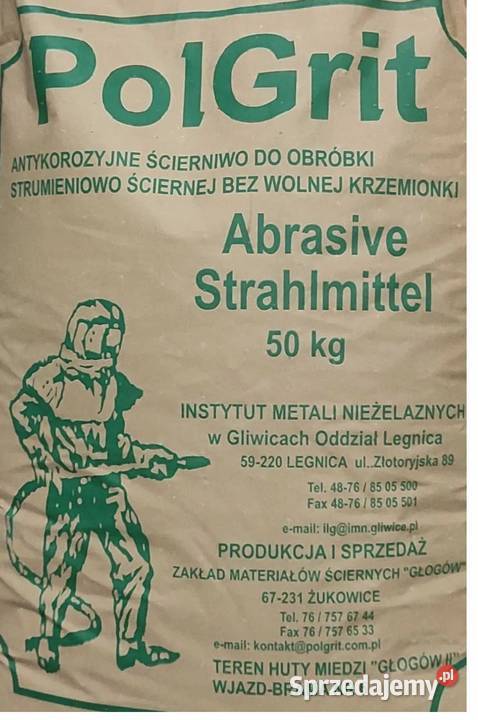 PolGrit
ANTYKOROZYJNE ŚCIERNIWO DO OBRÓBKI
STRUMIENIOWO ŚCIERNEJ BEZ WOLNEJ KRZEMIONKI
Abrasive
Strahlmittel
50 kg
INSTYTUT METALI NIEŻELAZNYCH
w Gliwicach Oddział Legnica
59-220 LEGNICA ul..Złotoryjska 89
Tel. 48-76 / 85 05 500
Fax 48-76 / 85 05 501
e-mail: ilg@imn.gliwice.pl
PRODUKCJA I SPRZEDAŻ
ZAKŁAD MATERIAŁÓW ŚCIERNYCH "GŁOGÓW"
67-231 ŻUKOWICE
Tel. 76 / 757 67 44
Fax 76 / 757 65 33
e-mail: kontakt@polgrit.com.pl
TEREN HUTY MIEDZI "GŁOGÓW II"
Sprzedajemy.pl